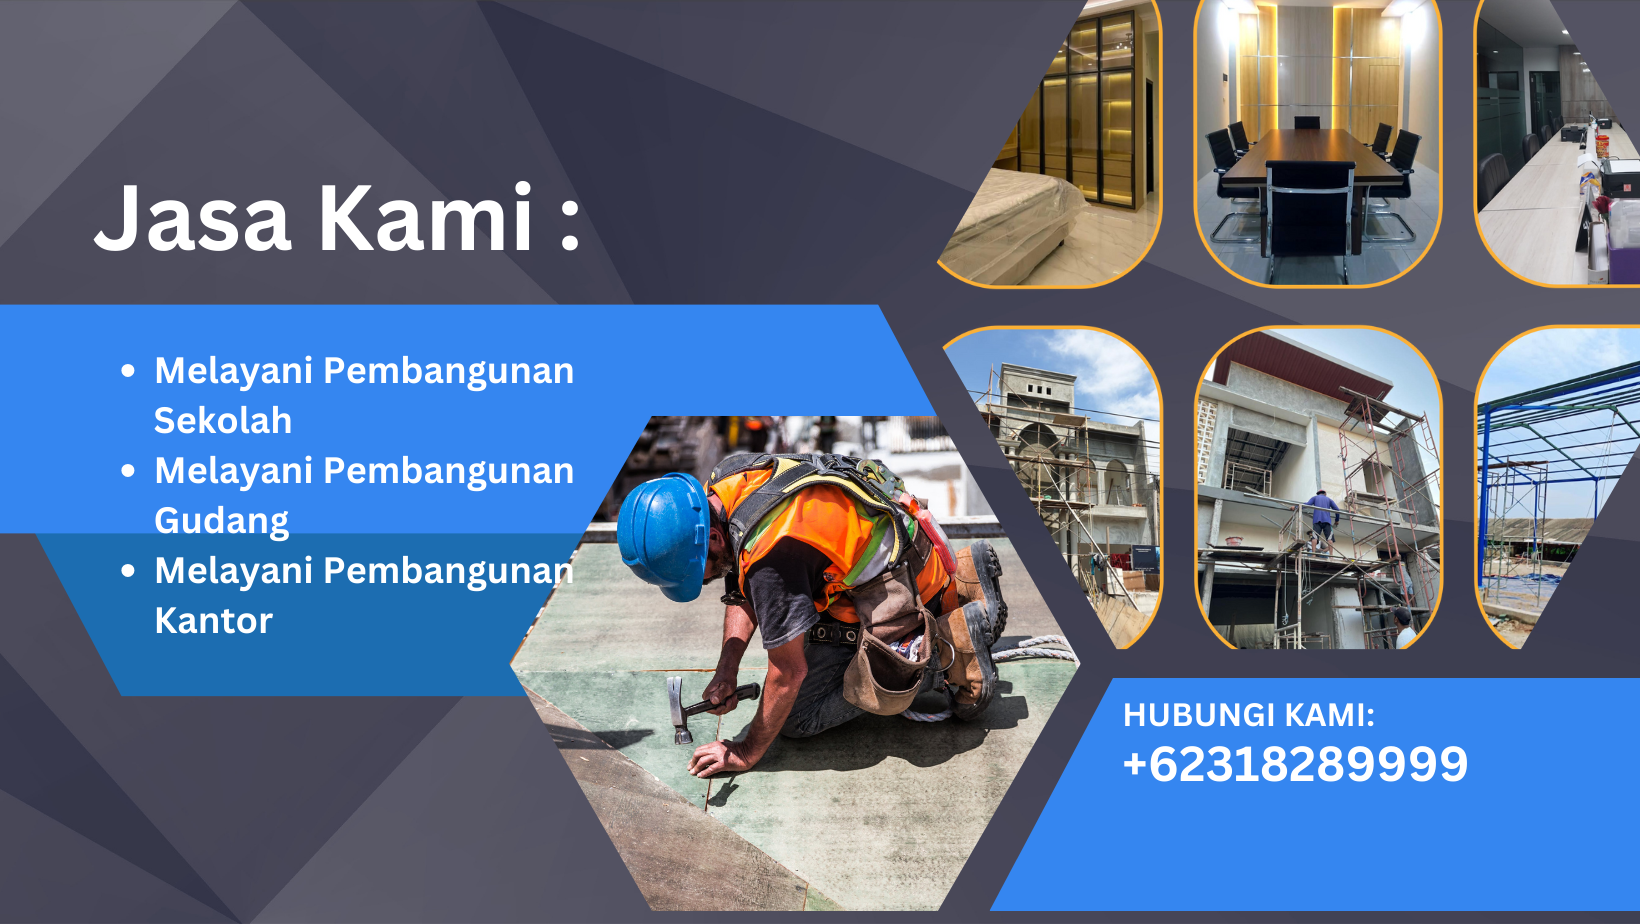 Jasa Kami :
• Melayani Pembangunan
Sekolah
• Melayani Pembangunan
Gudang
• Melayani Pembangunan
Kantor
HUBUNGI KAMI:
+62318289999